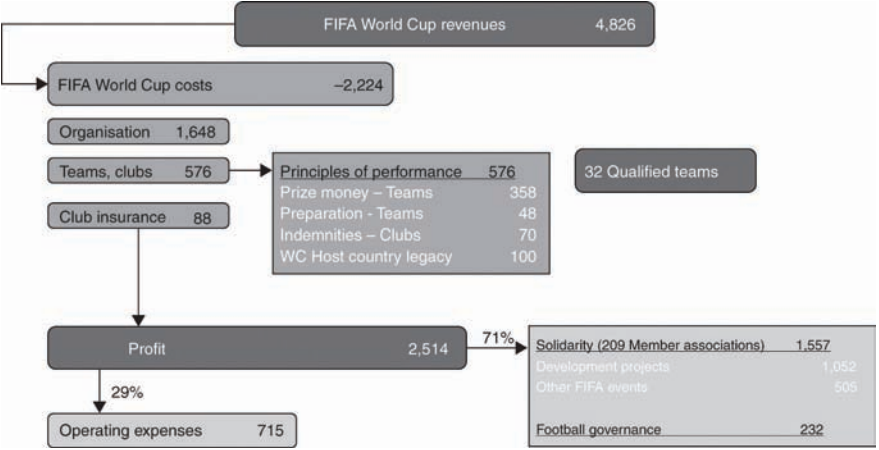 FIFA World Cup revenues 4,826
FIFA World Cup costs –2,224
Organisation 1,648
Teams, clubs 576
Principles of performance 576
Prize money – Teams 358
Preparation - Teams 48
Indemnities – Clubs 70
WC Host country legacy 100
32 Qualified teams
Club insurance 88
Profit 2,514
71%
Solidarity (209 Member associations) 1,557
Development projects 1,052
Other FIFA events 505
Football governance 232
29%
Operating expenses 715